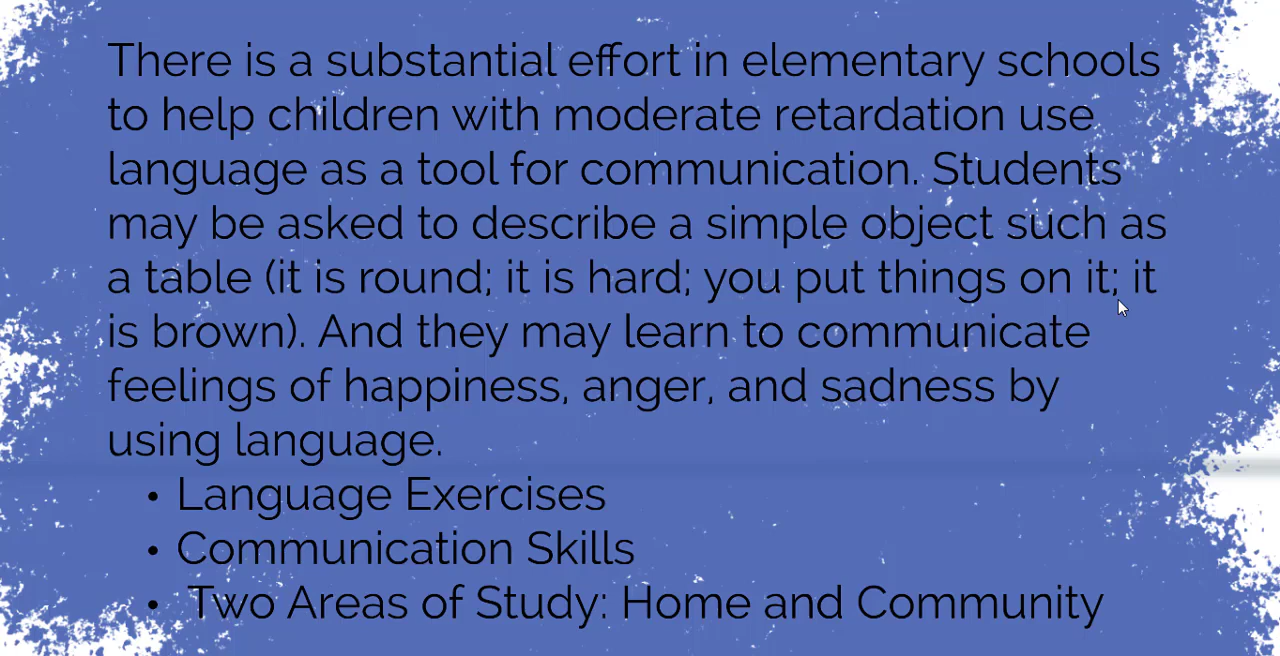 There is a substantial effort in elementary schools
to help children with moderate retardation use
language as a tool for communication. Students
may be asked to describe a simple object such as
a table (it is round; it is hard; you put things on it; it
is brown). And they may learn to communicate
feelings of happiness, anger, and sadness by
using language.
• Language Exercises
• Communication Skills
• Two Areas of Study: Home and Community